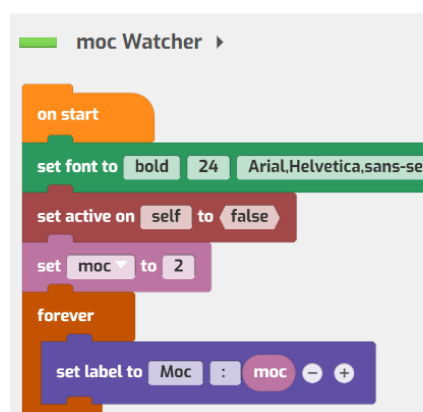 moc Watcher
on start
set font to bold 24 Arial,Helvetica,sans-se
set active on self to false
set moc to 2
forever
set label to Moc : moc - +